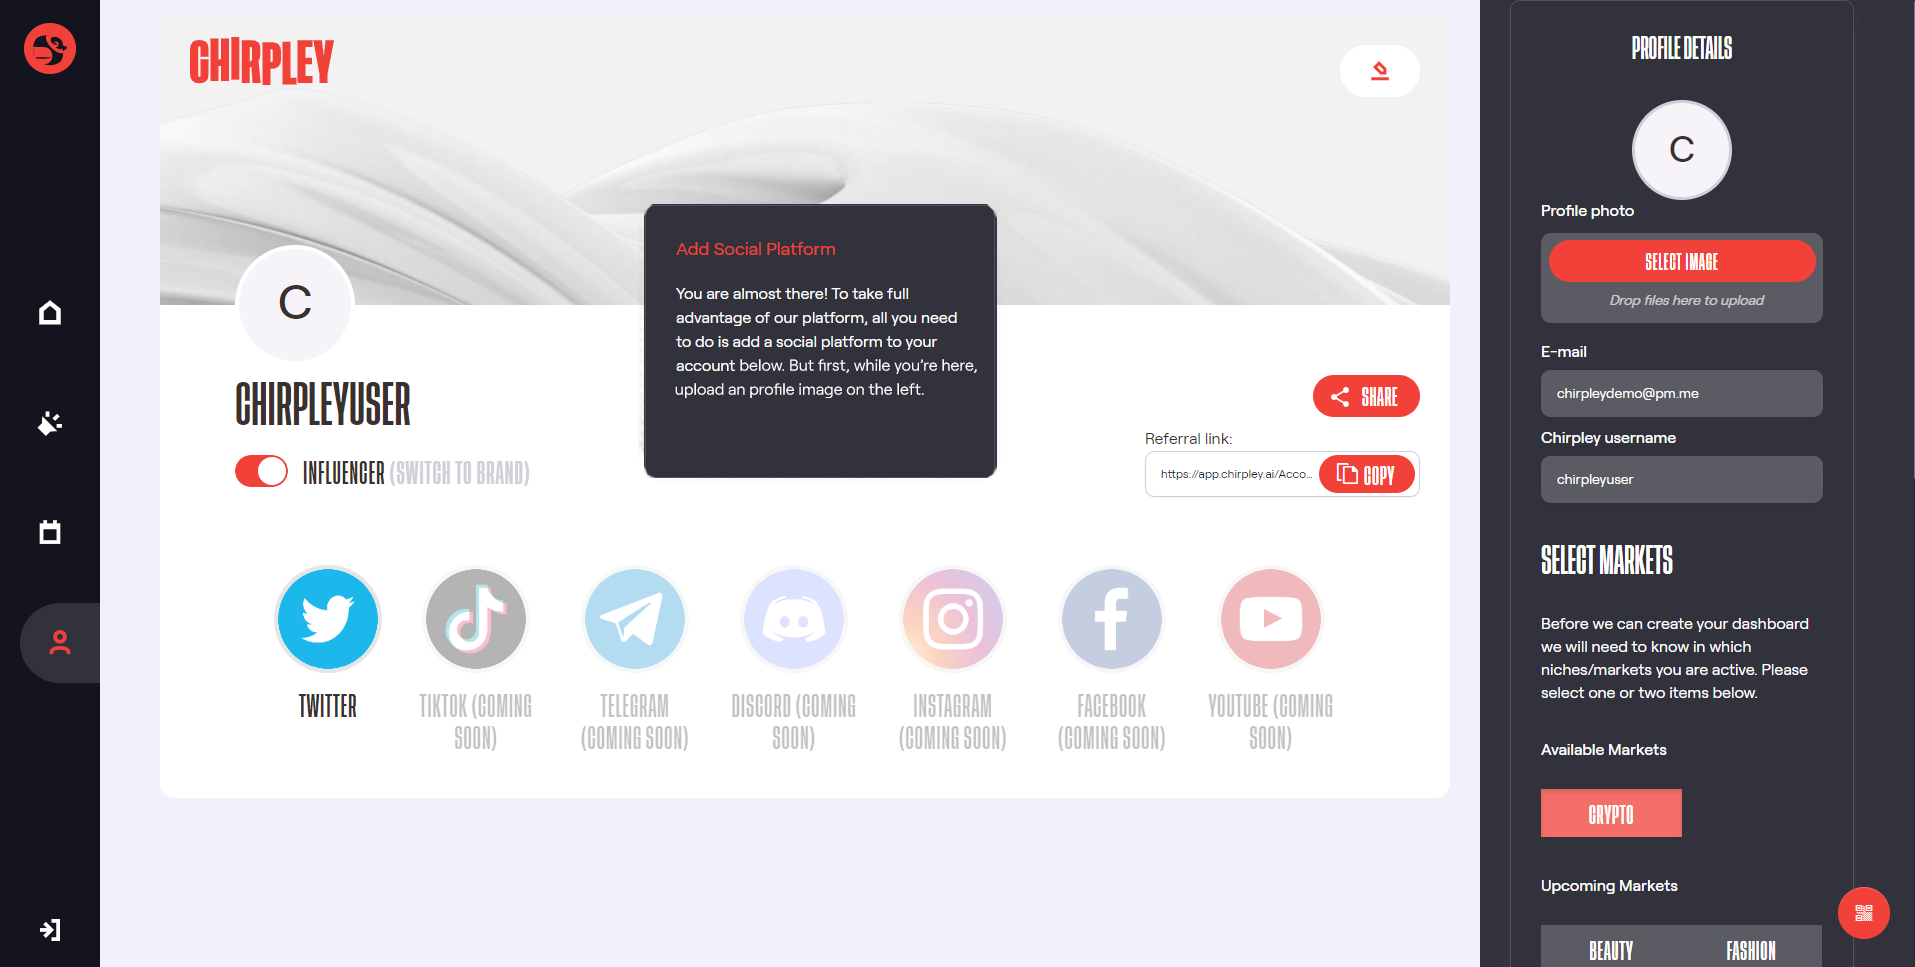 CHIRPLEY
C
CHIRPLEYUSER
INFLUENCER (SWITCH TO BRAND)
Add Social Platform
You are almost there! To take full
advantage of our platform, all you need
to do is add a social platform to your
account below. But first, while you're here,
upload an profile image on the left.
SHARE
Referral link:
https://app.chirpley.ai/Acco...
COPY
TWITTER
TIKTOK (COMING
SOON)
TELEGRAM
(COMING SOON)
DISCORD (COMING
SOON)
INSTAGRAM
(COMING SOON)
FACEBOOK
(COMING SOON)
YOUTUBE (COMING
SOON)
PROFILE DETAILS
C
Profile photo
SELECT IMAGE
Drop files here to upload
E-mail
chirpleydemo@pm.me
Chirpley username
chirpleyuser
SELECT MARKETS
Before we can create your dashboard
we will need to know in which
niches/markets you are active. Please
select one or two items below.
Available Markets
CRYPTO
Upcoming Markets
BEAUTY
FASHION